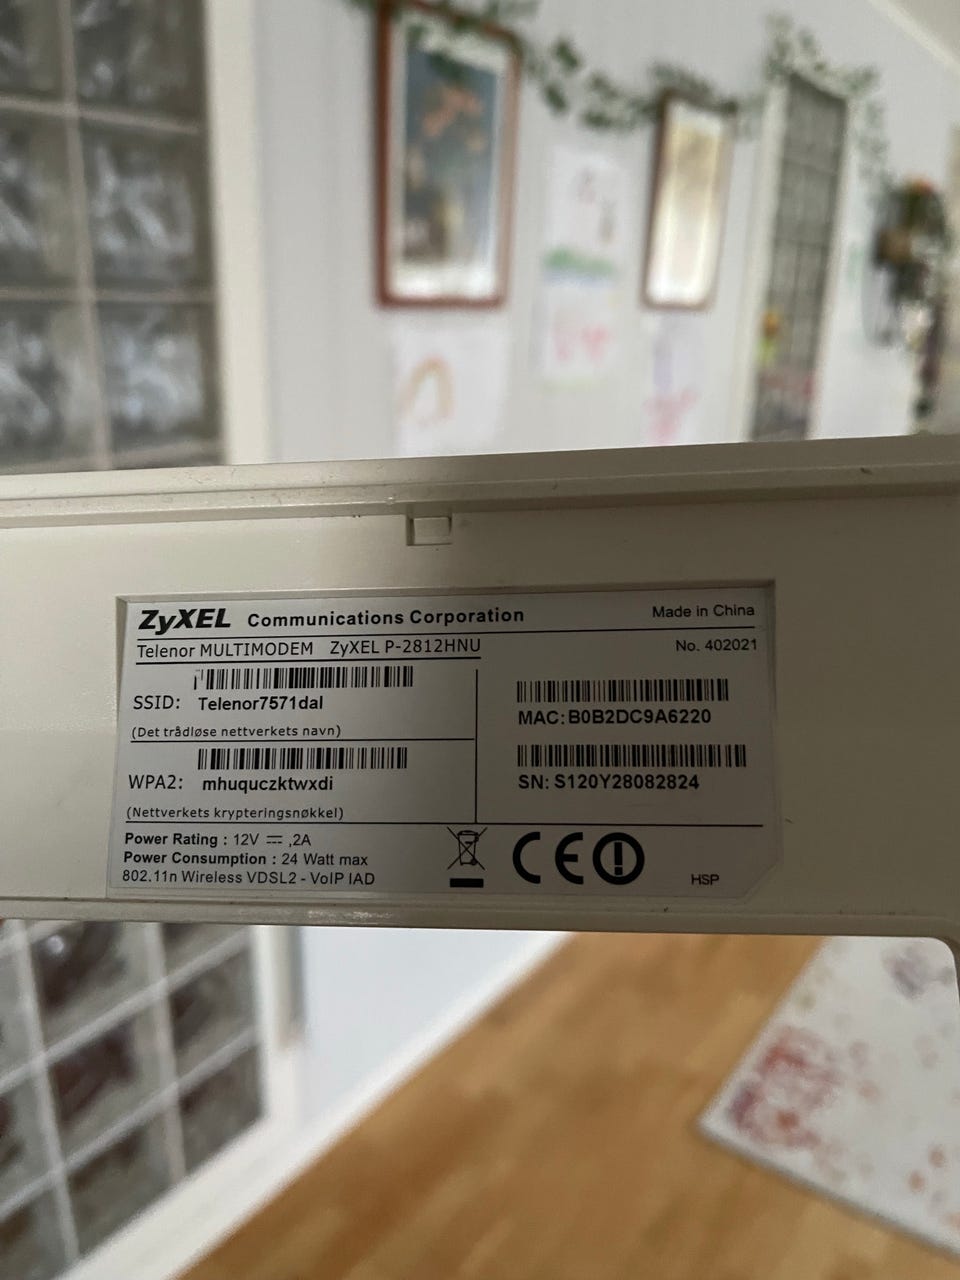 ZyXEL Communications Corporation
Made in China
Telenor MULTIMODEM ZyXEL P-2812HNU
No. 402021
SSID: Telenor7571dal
(Det trådløse nettverkets navn)
WPA2: mhuquczktwxdi
(Nettverkets krypteringsnøkkel)
MAC: B0B2DC9A6220
SN: S120Y28082824
Power Rating : 12V ⎓ ,2A
Power Consumption : 24 Watt max
802.11n Wireless VDSL2 - VoIP IAD
CE
HSP